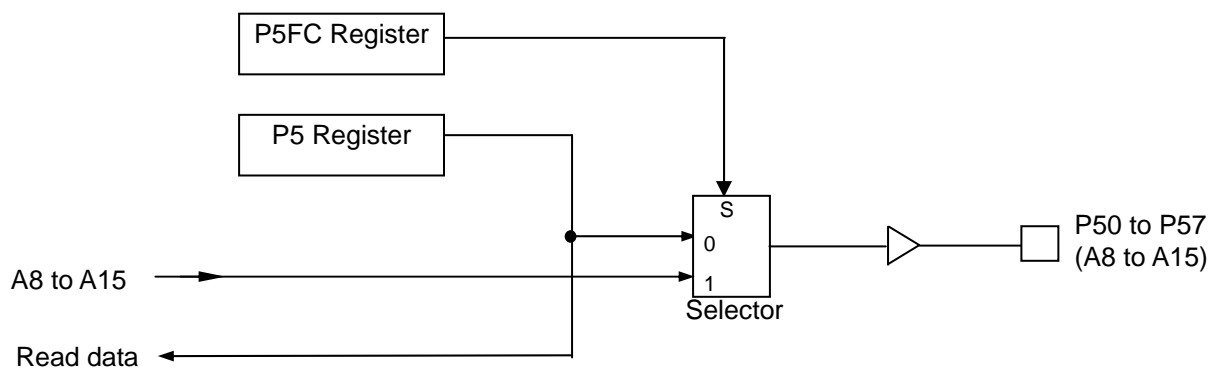 P5FC Register
P5 Register
S
0
1
Selector
P50 to P57
(A8 to A15)
A8 to A15
Read data